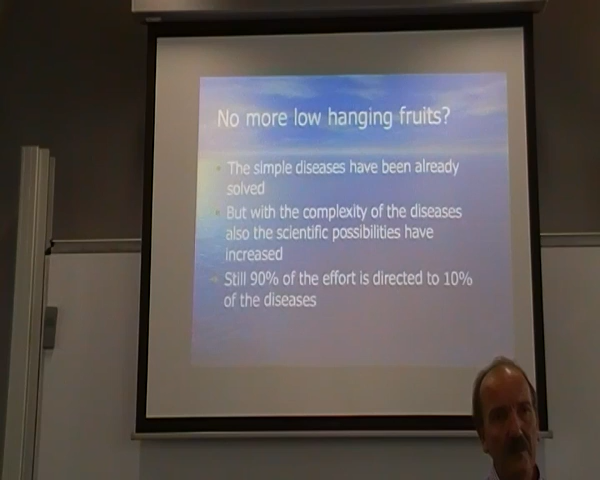 No more low hanging fruits?
The simple diseases have been already
solved
But with the complexity of the diseases
also the scientific possibilities have
increased
Still 90% of the effort is directed to 10%
of the diseases